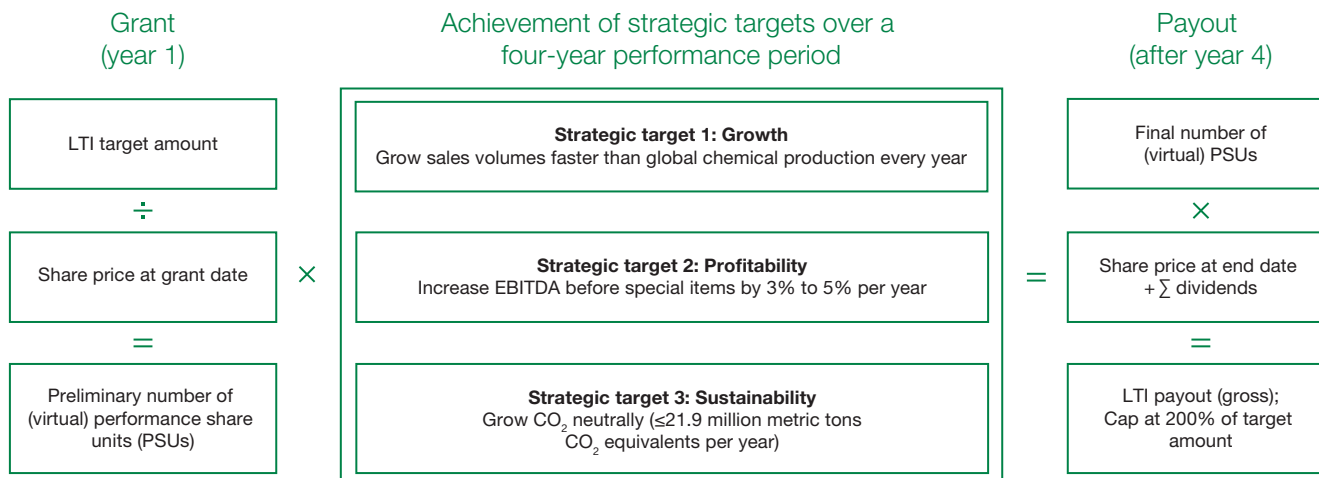 Grant
(year 1)
LTI target amount
÷
Share price at grant date
=
Preliminary number of
(virtual) performance share
units (PSUs)
×
Achievement of strategic targets over a
four-year performance period
Strategic target 1: Growth
Grow sales volumes faster than global chemical production every year
Strategic target 2: Profitability
Increase EBITDA before special items by 3% to 5% per year
Strategic target 3: Sustainability
Grow CO₂ neutrally (≤21.9 million metric tons
CO₂ equivalents per year)
=
Payout
(after year 4)
Final number of
(virtual) PSUs
×
Share price at end date
+ ∑ dividends
=
LTI payout (gross);
Cap at 200% of target
amount